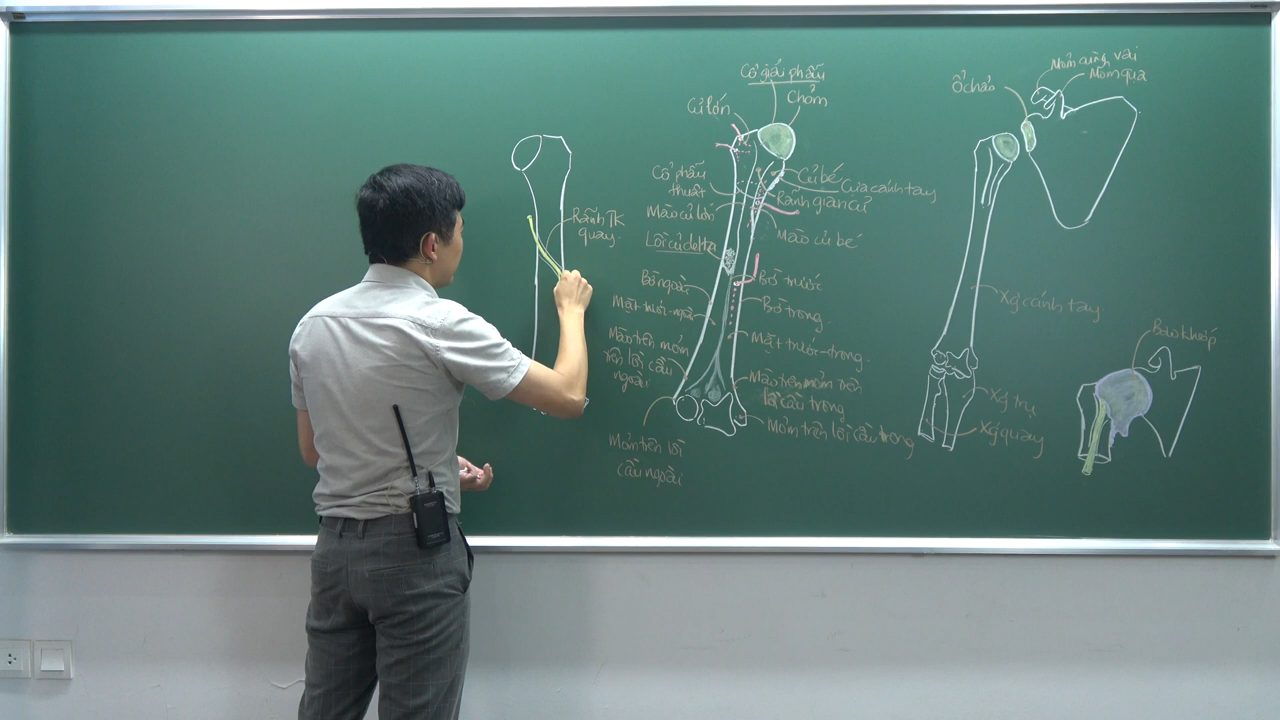 Rãnh TK
quay
Cổ giải phẫu
Củ lớn
Chỏm
Cổ phẫu
thuật
Mào củ lớn
Lồi củ delta
Bờ ngoài
Mặt trước-ngoài
Mào trên mỏm
trên lồi cầu
ngoài
Mỏm trên lồi
cầu ngoài
Củ bé
Rãnh gian củ
Mào củ bé
Bờ trước
Bờ trong
Mặt trước-trong
Mào trên mỏm trên
lồi cầu trong
Mỏm trên lồi cầu trong
Mỏm cùng vai
Mỏm quạ
Ổ chảo
Xg cánh tay
Xg trụ
Xg quay
Bao khớp